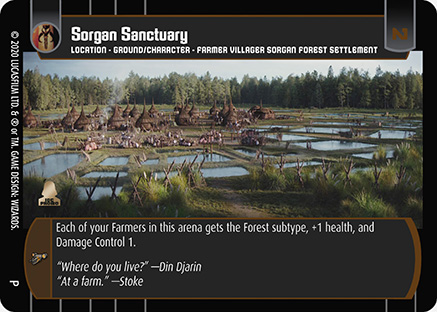 Sorgan Sanctuary
LOCATION - GROUND/CHARACTER - FARMER VILLAGER SORGAN FOREST SETTLEMENT
© 2020 LUCASFILM LTD. & ® or TM. GAME DESIGN: WIZARDS.
P
Each of your Farmers in this arena gets the Forest subtype, +1 health, and
Damage Control 1.
“Where do you live?” —Din Djarin
“At a farm.” —Stoke